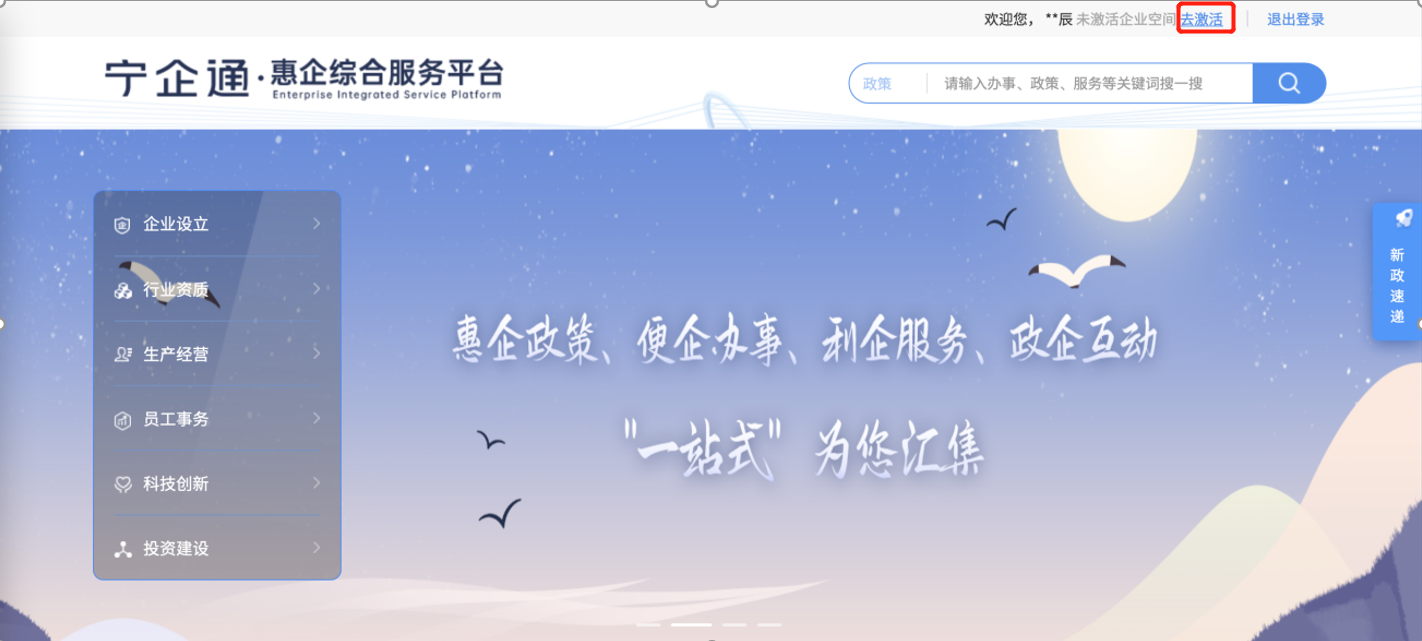 欢迎您， **辰 未激活企业空间 去激活 退出登录
宁企通·惠企综合服务平台
Enterprise Integrated Service Platform
政策 请输入办事、政策、服务等关键词搜一搜
企业设立
行业资质
生产经营
员工事务
科技创新
投资建设
惠企政策、便企办事、利企服务、政企互动
"一站式" 为您汇集
新政速递